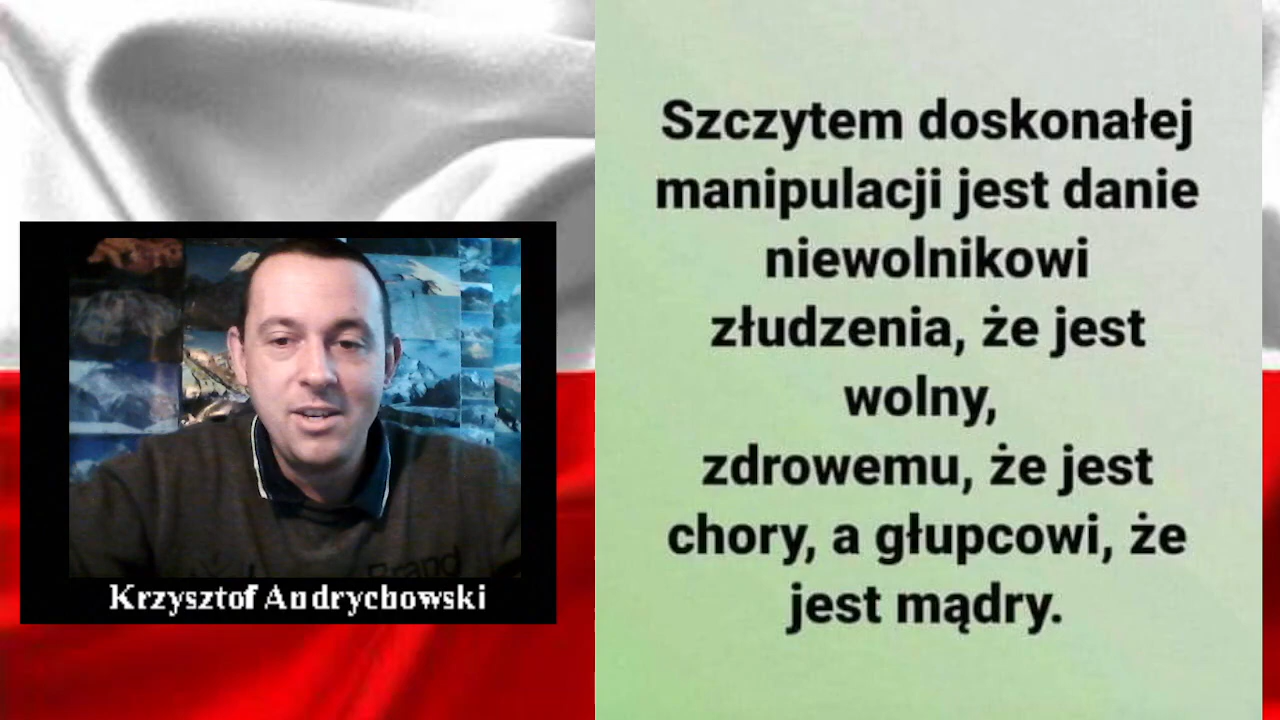 Brand
Krzysztof Andrychowski
Szczytem doskonałej
manipulacji jest danie
niewolnikowi
złudzenia, że jest
wolny,
zdrowemu, że jest
chory, a głupcowi, że
jest mądry.